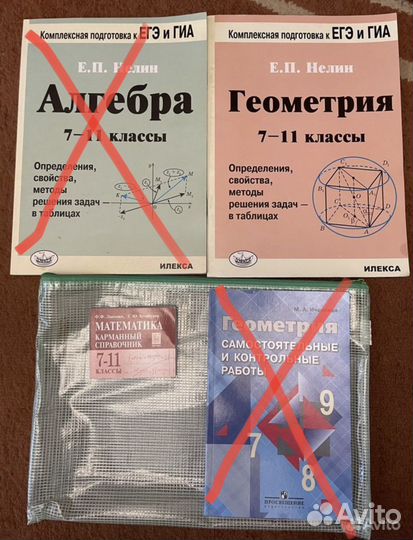 Комплексная подготовка к ЕГЭ и ГИА
Е.П. Нелин
Алгебра
7–11 классы
Определения,
свойства,
методы
решения задач —
в таблицах
ИЛЕКСА
Комплексная подготовка к ЕГЭ и ГИА
Е.П. Нелин
Геометрия
7–11 классы
Определения,
свойства,
методы
решения задач —
в таблицах
ИЛЕКСА
МАТЕМАТИКА
КАРМАННЫЙ
СПРАВОЧНИК
7-11
КЛАССЫ
М. А. Иченская
Геометрия
САМОСТОЯТЕЛЬНЫЕ
И КОНТРОЛЬНЫЕ
РАБОТЫ
9
7
8
ПРОСВЕЩЕНИЕ
Avito